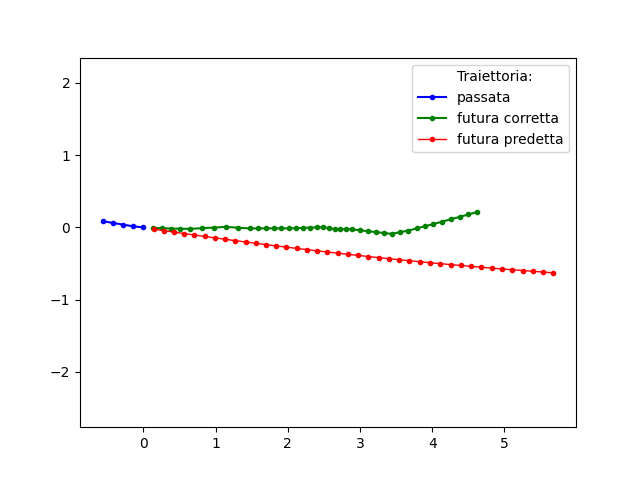 Traiettoria:
passata
futura corretta
futura predetta
2
1
0
−1
−2
0 1 2 3 4 5